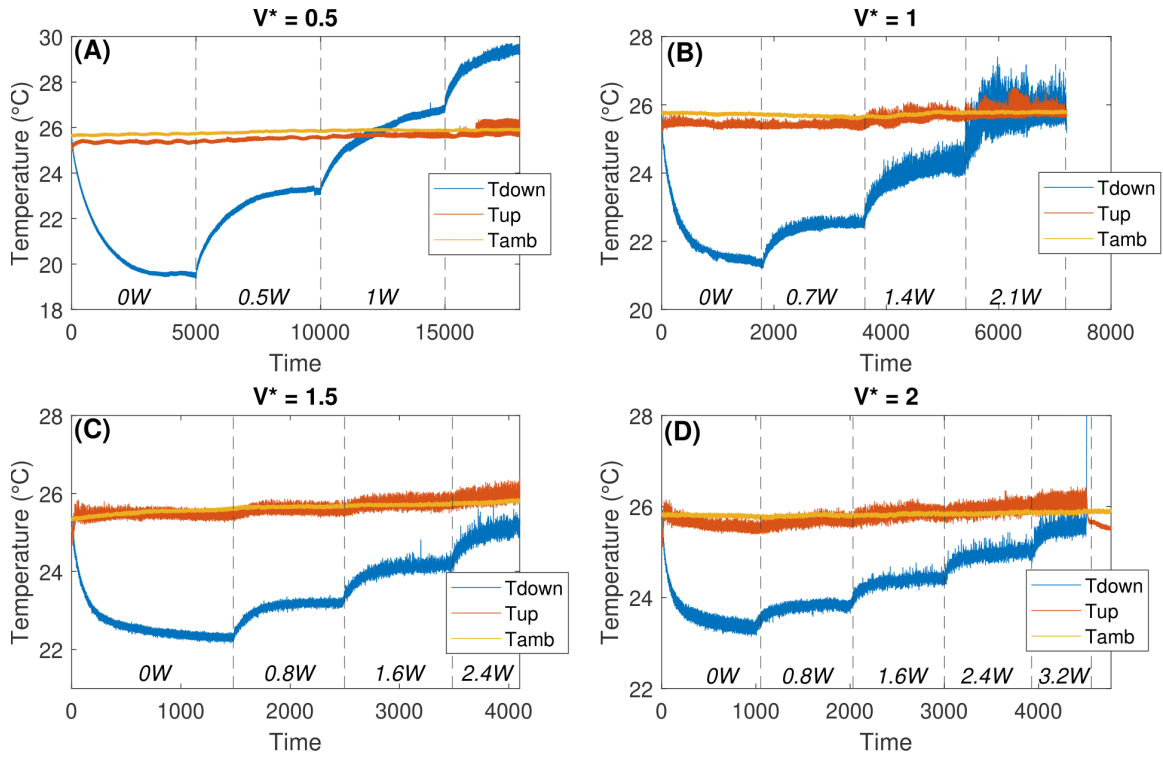 V* = 0.5
(A)
Temperature (°C)
30
28
26
24
22
20
18
Tdown
Tup
Tamb
0W
0.5W
1W
0
5000
10000
15000
Time
V* = 1
(B)
Temperature (°C)
28
26
24
22
20
Tdown
Tup
Tamb
0W
0.7W
1.4W
2.1W
0
2000
4000
6000
8000
Time
V* = 1.5
(C)
Temperature (°C)
28
26
24
22
Tdown
Tup
Tamb
0W
0.8W
1.6W
2.4W
0
1000
2000
3000
4000
Time
V* = 2
(D)
Temperature (°C)
28
26
24
22
Tdown
Tup
Tamb
0W
0.8W
1.6W
2.4W
3.2W
0
1000
2000
3000
4000
Time